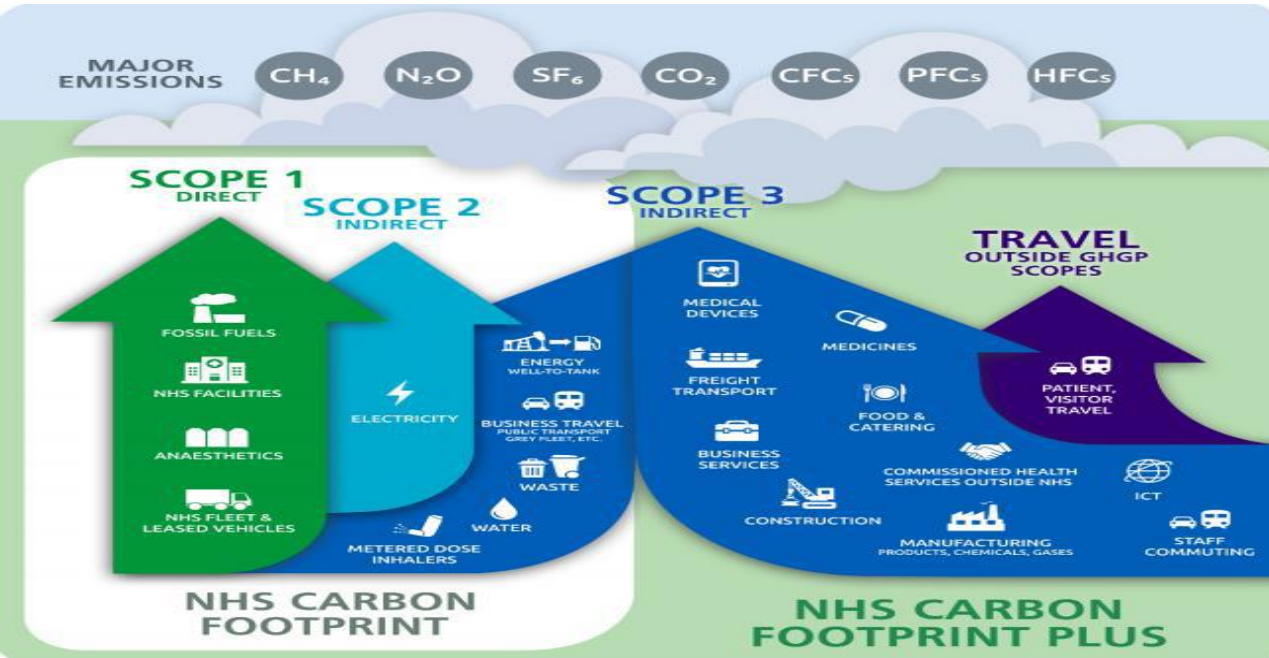 MAJOR
EMISSIONS
CH₄
N₂O
SF₆
CO₂
CFCs
PFCs
HFCs
SCOPE 1
DIRECT
FOSSIL FUELS
NHS FACILITIES
ANAESTHETICS
NHS FLEET &
LEASED VEHICLES
SCOPE 2
INDIRECT
ELECTRICITY
SCOPE 3
INDIRECT
ENERGY
WELL-TO-TANK
BUSINESS TRAVEL
PUBLIC TRANSPORT
GREY FLEET, ETC.
WASTE
WATER
METERED DOSE
INHALERS
MEDICAL
DEVICES
MEDICINES
FREIGHT
TRANSPORT
FOOD &
CATERING
BUSINESS
SERVICES
COMMISSIONED HEALTH
SERVICES OUTSIDE NHS
ICT
CONSTRUCTION
MANUFACTURING
PRODUCTS, CHEMICALS, GASES
STAFF
COMMUTING
TRAVEL
OUTSIDE GHGP
SCOPES
PATIENT,
VISITOR
TRAVEL
NHS CARBON
FOOTPRINT
NHS CARBON
FOOTPRINT PLUS